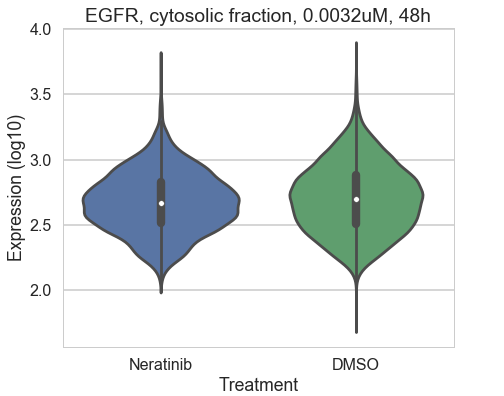 EGFR, cytosolic fraction, 0.0032uM, 48h
4.0
3.5
3.0
2.5
2.0
Expression (log10)
Neratinib DMSO
Treatment